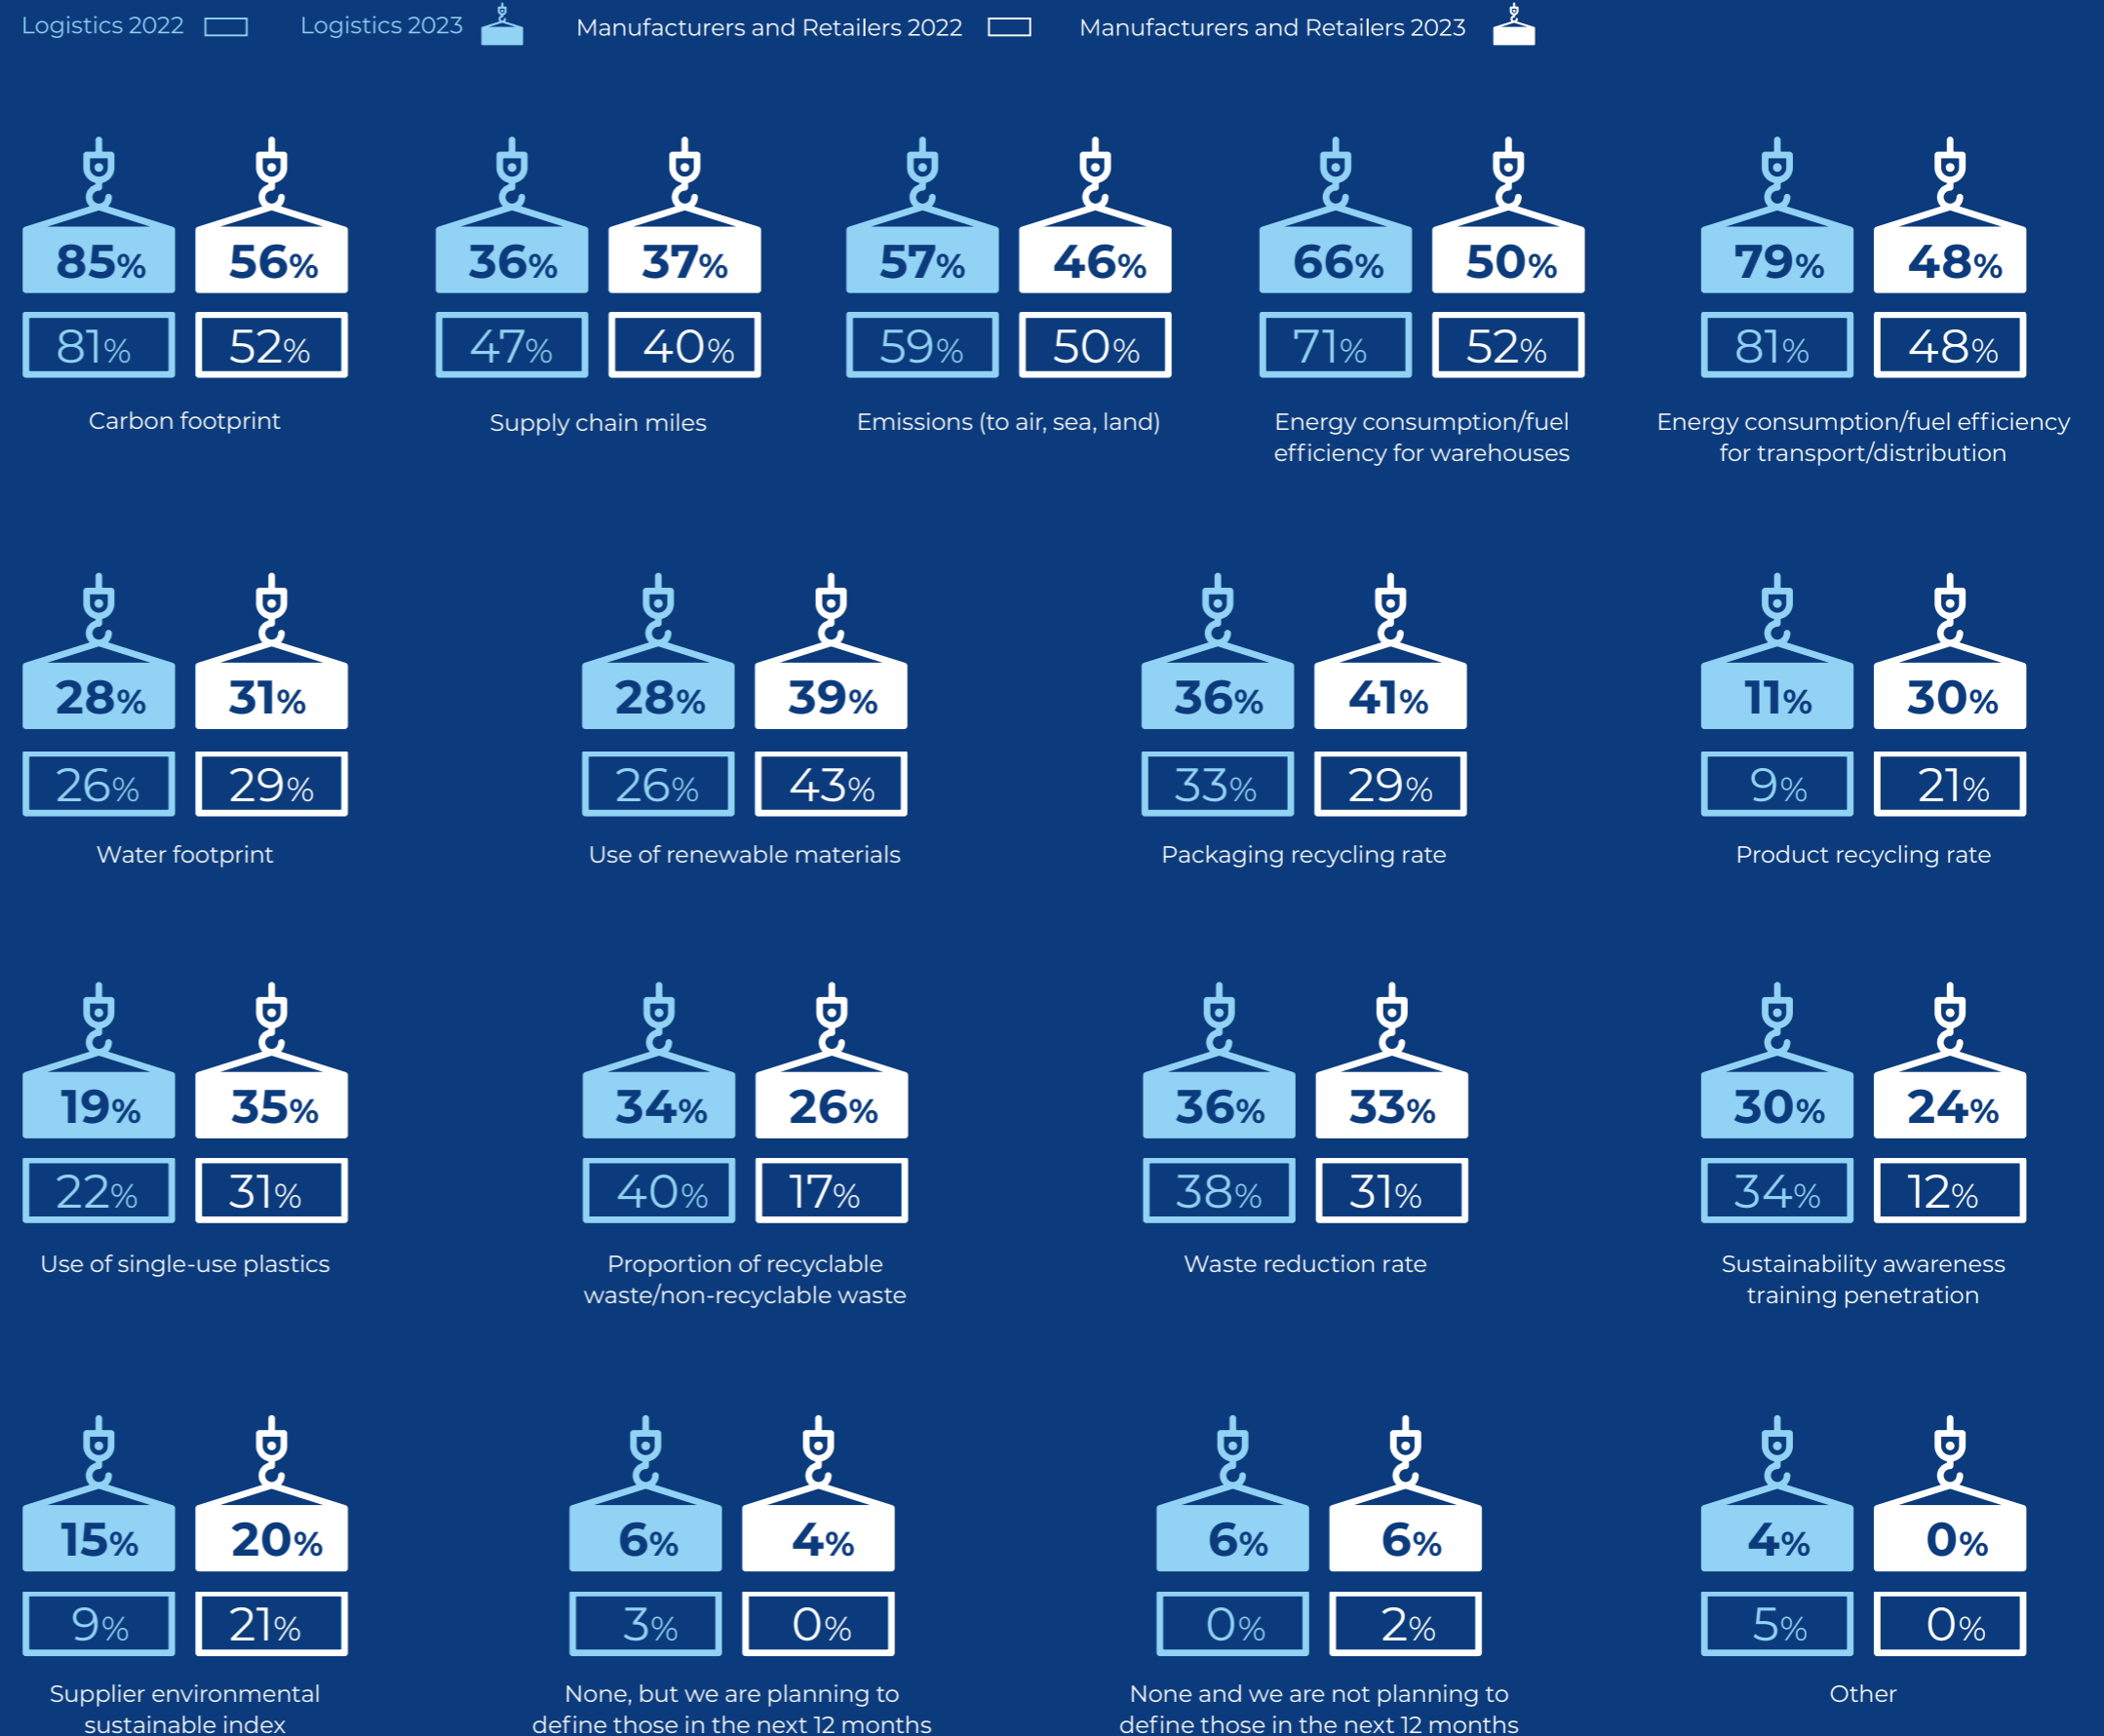 Logistics 2022 Logistics 2023 Manufacturers and Retailers 2022 Manufacturers and Retailers 2023
85% 56% 36% 37% 57% 46% 66% 50% 79% 48%
81% 52% 47% 40% 59% 50% 71% 52% 81% 48%
Carbon footprint
Supply chain miles
Emissions (to air, sea, land)
Energy consumption/fuel
efficiency for warehouses
Energy consumption/fuel efficiency
for transport/distribution
28% 31% 28% 39% 36% 41% 11% 30%
26% 29% 26% 43% 33% 29% 9% 21%
Water footprint
Use of renewable materials
Packaging recycling rate
Product recycling rate
19% 35% 34% 26% 36% 33% 30% 24%
22% 31% 40% 17% 38% 31% 34% 12%
Use of single-use plastics
Proportion of recyclable
waste/non-recyclable waste
Waste reduction rate
Sustainability awareness
training penetration
15% 20% 6% 4% 6% 6% 4% 0%
9% 21% 3% 0% 0% 2% 5% 0%
Supplier environmental
sustainable index
None, but we are planning to
define those in the next 12 months
None and we are not planning to
define those in the next 12 months
Other